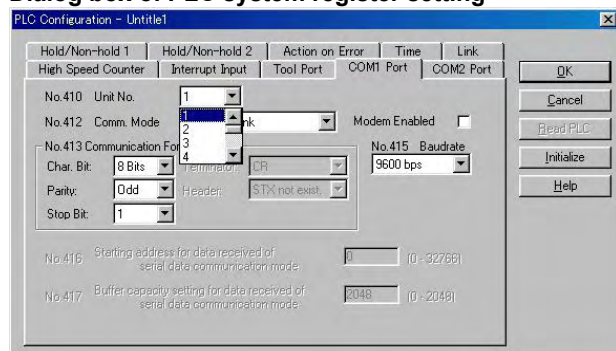 Dialog box of PLC system register setting
PLC Configuration - Untitle1
Hold/Non-hold 1 Hold/Non-hold 2 Action on Error Time Link
High Speed Counter Interrupt Input Tool Port COM1 Port COM2 Port
OK
Cancel
Read PLC
Initialize
Help
No.410 Unit No. 1
1
2
3
4
No.412 Comm. Mode nk Modem Enabled
No.413 Communication For
No.415 Baudrate
9600 bps
Char. Bit: 8 Bits Terminator: CR
Parity: Odd Header: STX not exist.
Stop Bit: 1
No.416 Starting address for data received of
serial data communication mode 0 (0 - 32766)
No.417 Buffer capacity setting for data received of
serial data communication mode 2048 (0 - 2048)